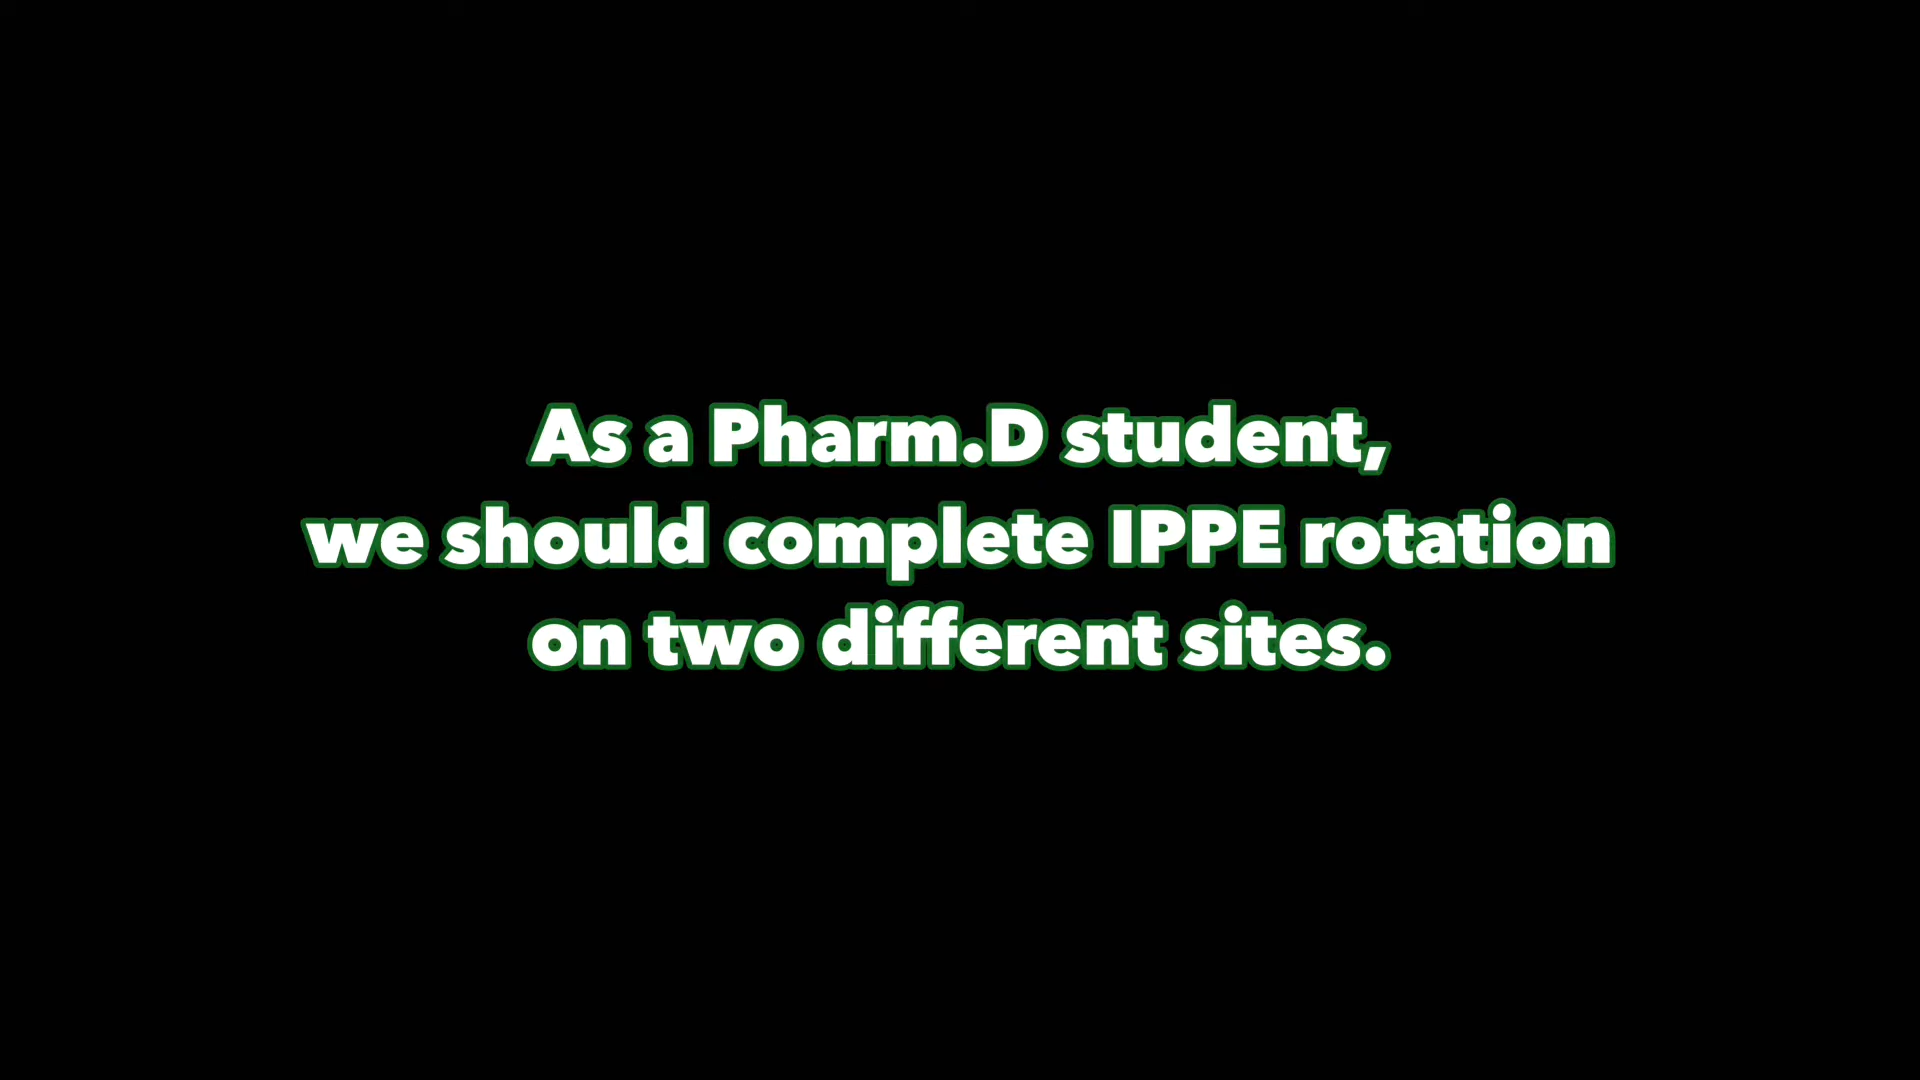 As a Pharm.D student,
we should complete IPPE rotation
on two different sites.